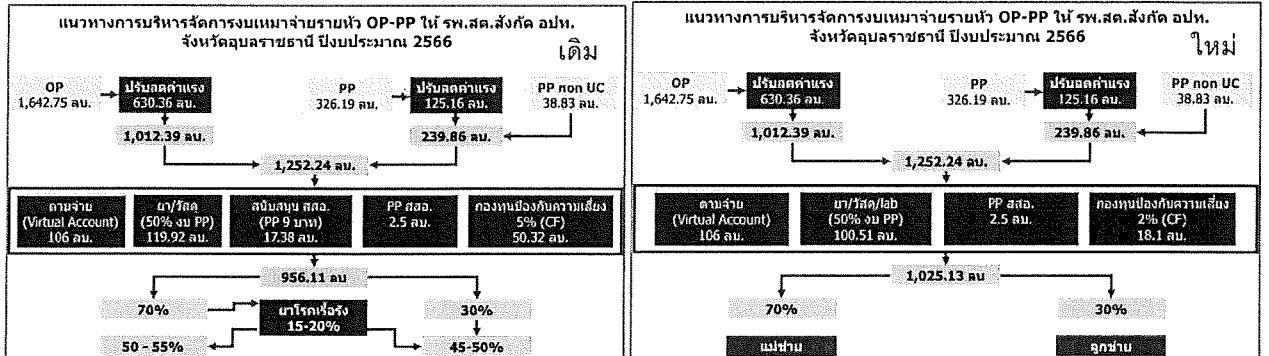 แนวทางการบริหารจัดการงบเหมาจ่ายรายหัว OP-PP ให้ รพ.สต.สังกัด อปท.
จังหวัดอุบลราชธานี ปีงบประมาณ 2566
เดิม
OP
1,642.75 ลบ.
ปรับลดค่าแรง
630.36 ลบ.
PP
326.19 ลบ.
ปรับลดค่าแรง
125.16 ลบ.
PP non UC
38.83 ลบ.
1,012.39 ลบ.
239.86 ลบ.
1,252.24 ลบ.
ตามจ่าย
(Virtual Account)
106 ลบ.
ยา/วัสดุ
(50% งบ PP)
119.92 ลบ.
สนับสนุน สสอ.
(PP 9 บาท)
17.38 ลบ.
PP สสอ.
2.5 ลบ.
กองทุนป้องกันความเสี่ยง
5% (CF)
50.32 ลบ.
956.11 ลบ
70%
ยาโรคเรื้อรัง
15-20%
30%
50 - 55%
45-50%
แนวทางการบริหารจัดการงบเหมาจ่ายรายหัว OP-PP ให้ รพ.สต.สังกัด อปท.
จังหวัดอุบลราชธานี ปีงบประมาณ 2566
ใหม่
OP
1,642.75 ลบ.
ปรับลดค่าแรง
630.36 ลบ.
PP
326.19 ลบ.
ปรับลดค่าแรง
125.16 ลบ.
PP non UC
38.83 ลบ.
1,012.39 ลบ.
239.86 ลบ.
1,252.24 ลบ.
ตามจ่าย
(Virtual Account)
106 ลบ.
ยา/วัสดุ/lab
(50% งบ PP)
100.51 ลบ.
PP สสอ.
2.5 ลบ.
กองทุนป้องกันความเสี่ยง
2% (CF)
18.1 ลบ.
1,025.13 ลบ
70%
30%
แม่ข่าย
ลูกข่าย